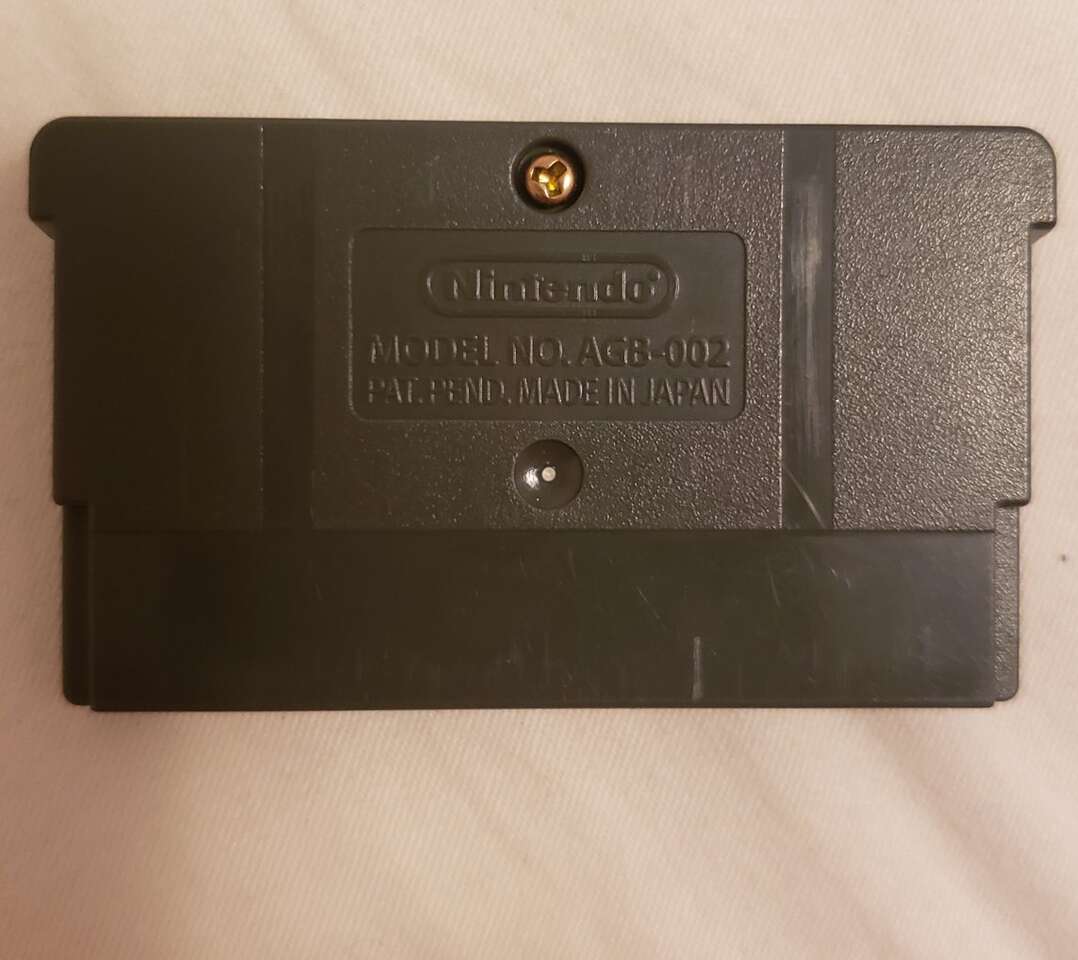 Nintendo®
MODEL NO. AGB-002
PAT. PEND. MADE IN JAPAN